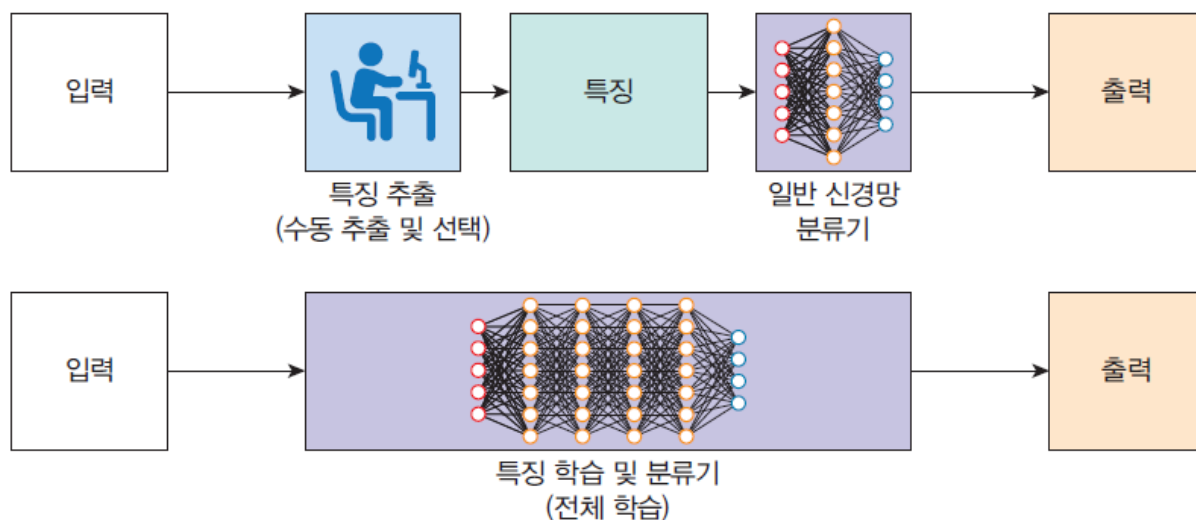 입력
특징
출력
특징 추출
(수동 추출 및 선택)
일반 신경망
분류기
입력
출력
특징 학습 및 분류기
(전체 학습)